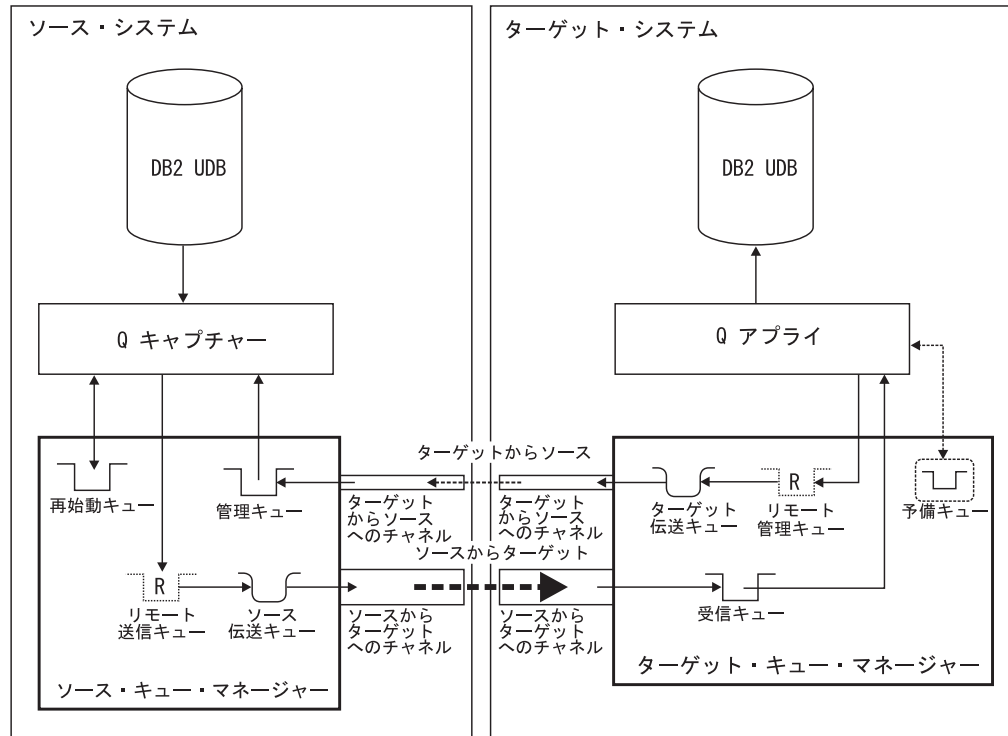 ソース・システム
DB2 UDB
Q キャプチャー
再始動キュー
管理キュー
R
リモート
送信キュー
ソース
伝送キュー
ソース・キュー・マネージャー
ターゲットからソース
ターゲット
からソース
へのチャネル
ターゲット
からソース
へのチャネル
ソースからターゲット
ソースから
ターゲット
へのチャネル
ソースから
ターゲット
へのチャネル
ターゲット・システム
DB2 UDB
Q アプライ
ターゲット
伝送キュー
R
リモート
管理キュー
予備キュー
受信キュー
ターゲット・キュー・マネージャー